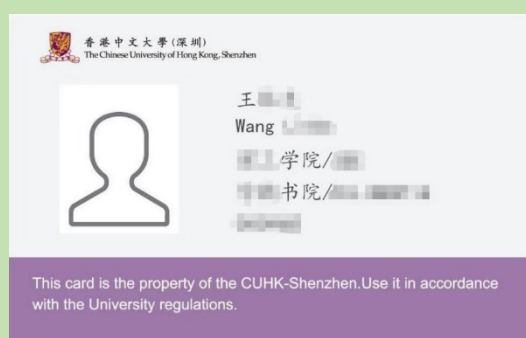 香港中文大學(深圳)
The Chinese University of Hong Kong, Shenzhen
王
Wang
学院/
书院/
This card is the property of the CUHK-Shenzhen.Use it in accordance
with the University regulations.